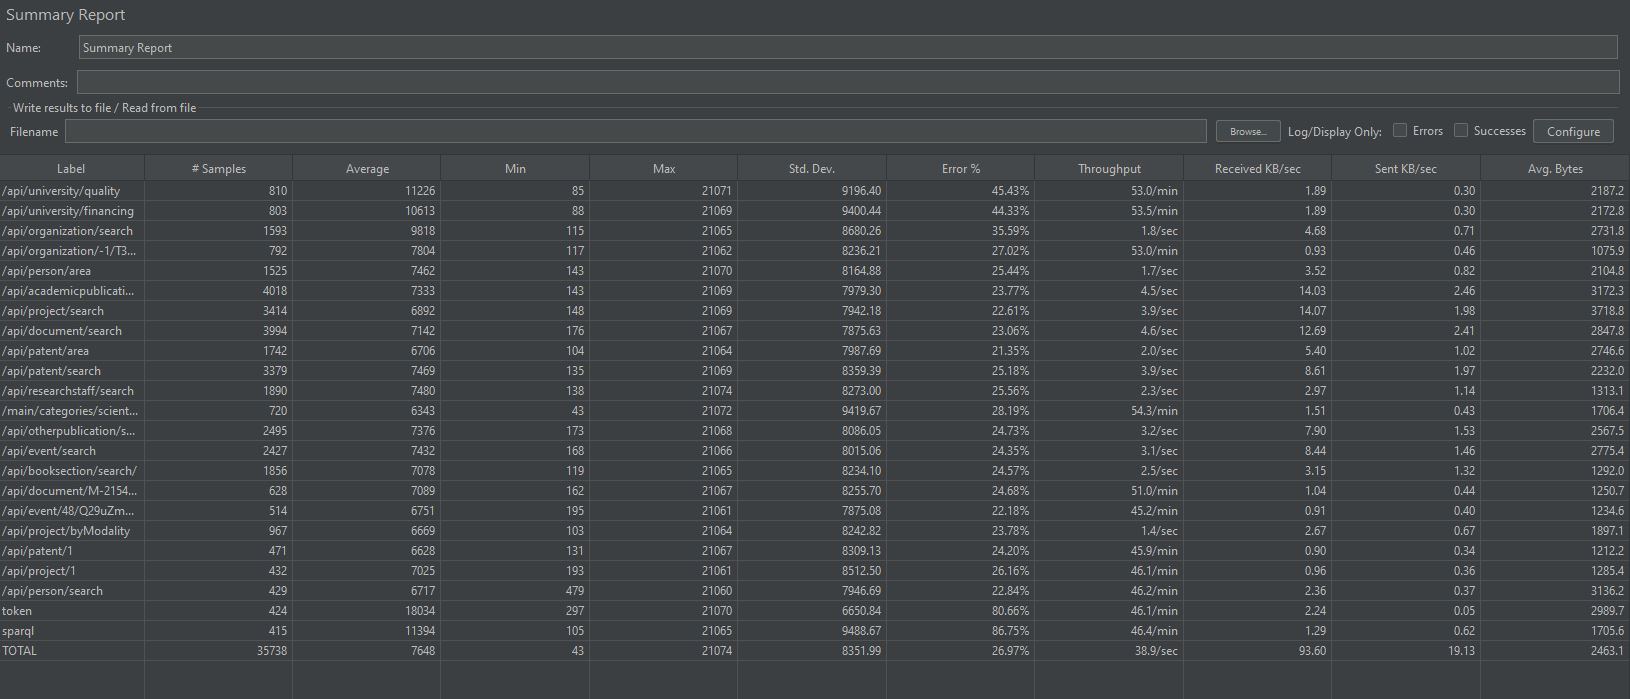 Summary Report
Name: Summary Report
Comments:
Write results to file / Read from file
Filename Browse... Log/Display Only: Errors Successes Configure
Label # Samples Average Min Max Std. Dev. Error % Throughput Received KB/sec Sent KB/sec Avg. Bytes
/api/university/quality 810 11226 85 21071 9196.40 45.43% 53.0/min 1.89 0.30 2187.2
/api/university/financing 803 10613 88 21069 9400.44 44.33% 53.5/min 1.89 0.30 2172.8
/api/organization/search 1593 9818 115 21065 8680.26 35.59% 1.8/sec 4.68 0.71 2731.8
/api/organization/-1/T3... 792 7804 117 21062 8236.21 27.02% 53.0/min 0.93 0.46 1075.9
/api/person/area 1525 7462 143 21070 8164.88 25.44% 1.7/sec 3.52 0.82 2104.8
/api/academicpublicati... 4018 7333 143 21069 7979.30 23.77% 4.5/sec 14.03 2.46 3172.3
/api/project/search 3414 6892 148 21069 7942.18 22.61% 3.9/sec 14.07 1.98 3718.8
/api/document/search 3994 7142 176 21067 7875.63 23.06% 4.6/sec 12.69 2.41 2847.8
/api/patent/area 1742 6706 104 21064 7987.69 21.35% 2.0/sec 5.40 1.02 2746.6
/api/patent/search 3379 7469 135 21069 8359.39 25.18% 3.9/sec 8.61 1.97 2232.0
/api/researchstaff/search 1890 7480 138 21074 8273.00 25.56% 2.3/sec 2.97 1.14 1313.1
/main/categories/scient... 720 6343 43 21072 9419.67 28.19% 54.3/min 1.51 0.43 1706.4
/api/otherpublication/s... 2495 7376 173 21068 8086.05 24.73% 3.2/sec 7.90 1.53 2567.5
/api/event/search 2427 7432 168 21066 8015.06 24.35% 3.1/sec 8.44 1.46 2775.4
/api/booksection/search/ 1856 7078 119 21065 8234.10 24.57% 2.5/sec 3.15 1.32 1292.0
/api/document/M-2154... 628 7089 162 21067 8255.70 24.68% 51.0/min 1.04 0.44 1250.7
/api/event/48/Q29uZm... 514 6751 195 21061 7875.08 22.18% 45.2/min 0.91 0.40 1234.6
/api/project/byModality 967 6669 103 21064 8242.82 23.78% 1.4/sec 2.67 0.67 1897.1
/api/patent/1 471 6628 131 21067 8309.13 24.20% 45.9/min 0.90 0.34 1212.2
/api/project/1 432 7025 193 21061 8512.50 26.16% 46.1/min 0.96 0.36 1285.4
/api/person/search 429 6717 479 21060 7946.69 22.84% 46.2/min 2.36 0.37 3136.2
token 424 18034 297 21070 6650.84 80.66% 46.1/min 2.24 0.05 2989.7
sparql 415 11394 105 21065 9488.67 86.75% 46.4/min 1.29 0.62 1705.6
TOTAL 35738 7648 43 21074 8351.99 26.97% 38.9/sec 93.60 19.13 2463.1